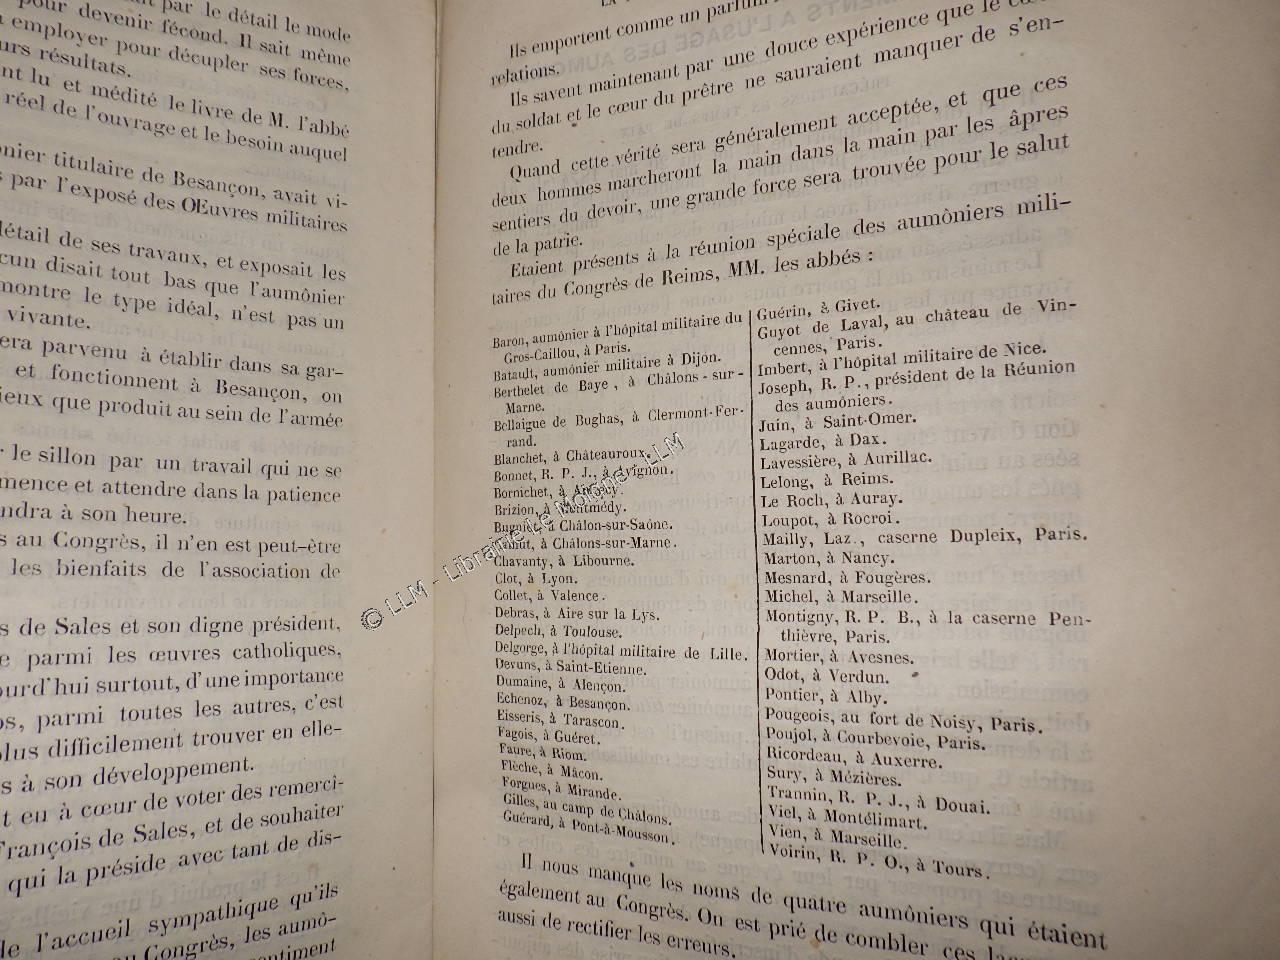 par le détail le mode
pour devenir fécond. Il sait même
employer pour décupler ses forces,
urs résultats.
nt lu et médité le livre de M. l'abbé
réel de l'ouvrage et le besoin auquel
nier titulaire de Besançon, avait vi-
s par l'exposé des OEuvres militaires
détail de ses travaux, et exposait les
cun disait tout bas que l'aumônier
montre le type idéal, n'est pas un
vivante.
era parvenu à établir dans sa gar-
et fonctionnent à Besançon, on
ieux que produit au sein de l'armée
r le sillon par un travail qui ne se
mence et attendre dans la patience
endra à son heure.
s au Congrès, il n'en est peut-être
les bienfaits de l'association de
s de Sales et son digne président,
e parmi les œuvres catholiques,
ourd'hui surtout, d'une importance
os, parmi toutes les autres, c'est
plus difficilement trouver en elle-
s à son développement.
t eu à cœur de voter des remerci-
François de Sales, et de souhaiter
qui la préside avec tant de dis-
de l'accueil sympathique qu'ils
Congrès, les aumô-
sentiment
Ils emportent comme un parfum
relations.
Ils savent maintenant par une douce expérience que le cœur
du soldat et le cœur du prêtre ne sauraient manquer de s'en-
tendre.
Quand cette vérité sera généralement acceptée, et que ces
deux hommes marcheront la main dans la main par les âpres
sentiers du devoir, une grande force sera trouvée pour le salut
de la patrie.
Etaient présents à la réunion spéciale des aumôniers mili-
taires du Congrès de Reims, MM. les abbés :
Baron, aumônier à l'hôpital militaire du
Gros-Caillou, à Paris.
Batault, aumônier militaire à Dijon.
Berthelet de Baye, à Châlons-sur-
Marne.
Bellaigue de Bughas, à Clermont-Fer-
rand.
Blanchet, à Châteauroux.
Bonnet, R. P. J., à Avignon.
Bornichet, à Annecy.
Brizion, à Montmédy.
Bugniet, à Châlon-sur-Saône.
à Châlons-sur-Marne.
Chavanty, à Libourne.
Clot, à Lyon.
Collet, à Valence.
Debras, à Aire sur la Lys.
Delpech, à Toulouse.
Delgorge, à l'hôpital militaire de Lille.
Devuns, à Saint-Etienne.
Dumaine, à Alençon.
Echenoz, à Besançon.
Eisseris, à Tarascon.
Fagois, à Guéret.
Faure, à Riom.
Flèche, à Mâcon.
Forgues, à Mirande.
Gilles, au camp de Châlons.
Guérard, à Pont-à-Mousson.
Guérin, à Givet.
Guyot de Laval, au château de Vin-
cennes, Paris.
Imbert, à l'hôpital militaire de Nice.
Joseph, R. P., président de la Réunion
des aumôniers.
Juin, à Saint-Omer.
Lagarde, à Dax.
Lavessière, à Aurillac.
Lelong, à Reims.
Le Roch, à Auray.
Loupot, à Rocroi.
Mailly, Laz., caserne Dupleix, Paris.
Marton, à Nancy.
Mesnard, à Fougères.
Michel, à Marseille.
Montigny, R. P. B., à la caserne Pen-
thièvre, Paris.
Mortier, à Avesnes.
Odot, à Verdun.
Pontier, à Alby.
Pougeois, au fort de Noisy, Paris.
Poujol, à Courbevoie, Paris.
Ricordeau, à Auxerre.
Sury, à Mézières.
Trannin, R. P. J., à Douai.
Viel, à Montélimart.
Vien, à Marseille.
Voirin, R. P. O., à Tours.
Il nous manque les noms de quatre aumôniers qui étaient
également au Congrès. On est prié de combler ces
aussi de rectifier les erreurs.
© LLM - Librairie Le Moigne - LLM